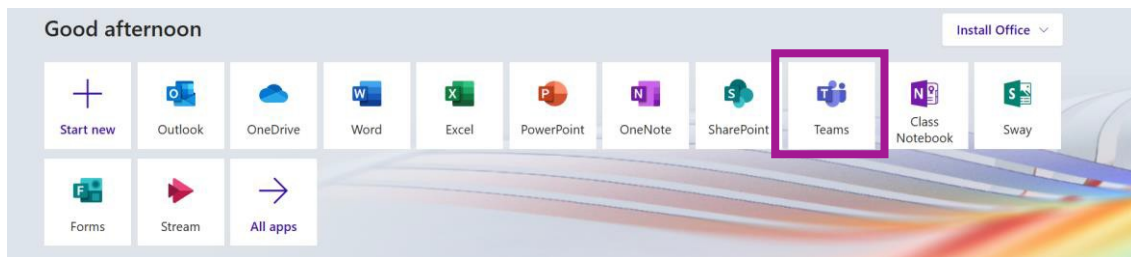 Good afternoon
Install Office
Start new
Outlook
OneDrive
Word
Excel
PowerPoint
OneNote
SharePoint
Teams
Class
Notebook
Sway
Forms
Stream
All apps